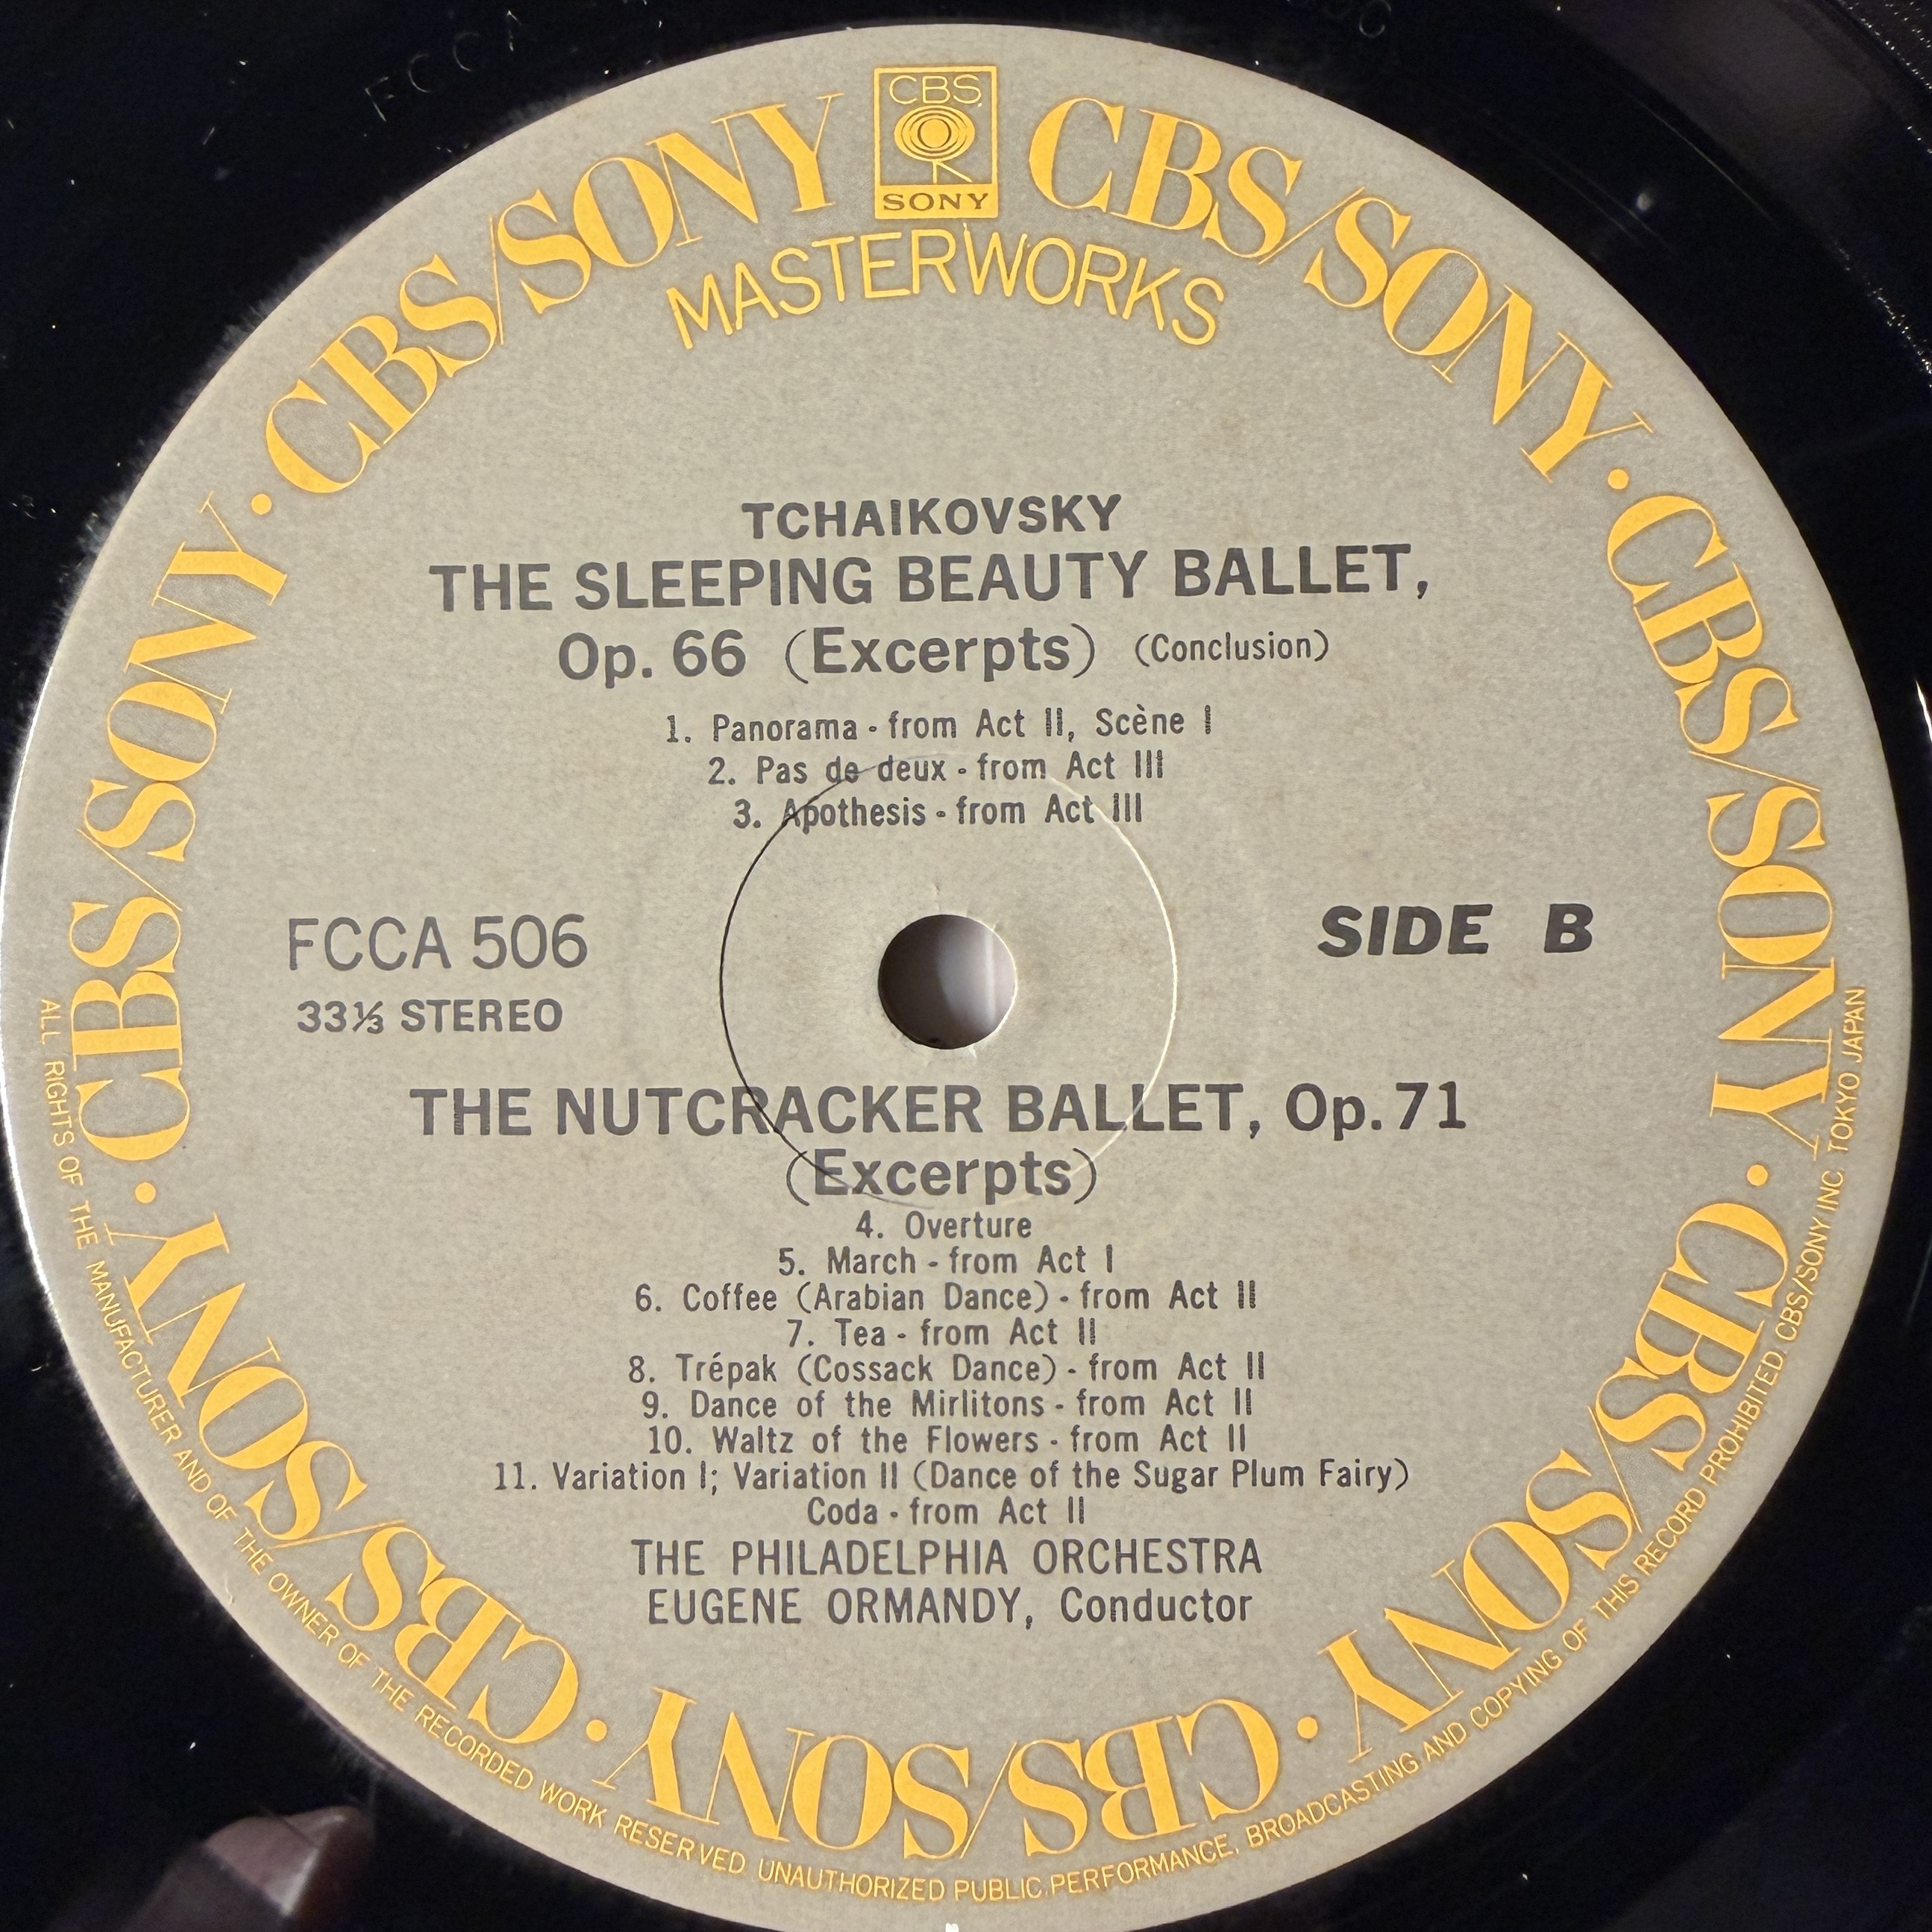 CBS
SONY
CBS/SONY · CBS/SONY · CBS/SONY · CBS/SONY · CBS/SONY · CBS/SONY · CBS/SONY
MASTERWORKS
TCHAIKOVSKY
THE SLEEPING BEAUTY BALLET,
Op. 66 (Excerpts) (Conclusion)
1. Panorama - from Act II, Scène I
2. Pas de deux - from Act III
3. Apothesis - from Act III
FCCA 506
33⅓ STEREO
SIDE B
THE NUTCRACKER BALLET, Op. 71
(Excerpts)
4. Overture
5. March - from Act I
6. Coffee (Arabian Dance) - from Act II
7. Tea - from Act II
8. Trépak (Cossack Dance) - from Act II
9. Dance of the Mirlitons - from Act II
10. Waltz of the Flowers - from Act II
11. Variation I; Variation II (Dance of the Sugar Plum Fairy)
Coda - from Act II
THE PHILADELPHIA ORCHESTRA
EUGENE ORMANDY, Conductor
ALL RIGHTS OF THE MANUFACTURER AND OF THE OWNER OF THE RECORDED WORK RESERVED. UNAUTHORIZED PUBLIC PERFORMANCE, BROADCASTING AND COPYING OF THIS RECORD PROHIBITED. CBS/SONY INC. TOKYO JAPAN
FCCA